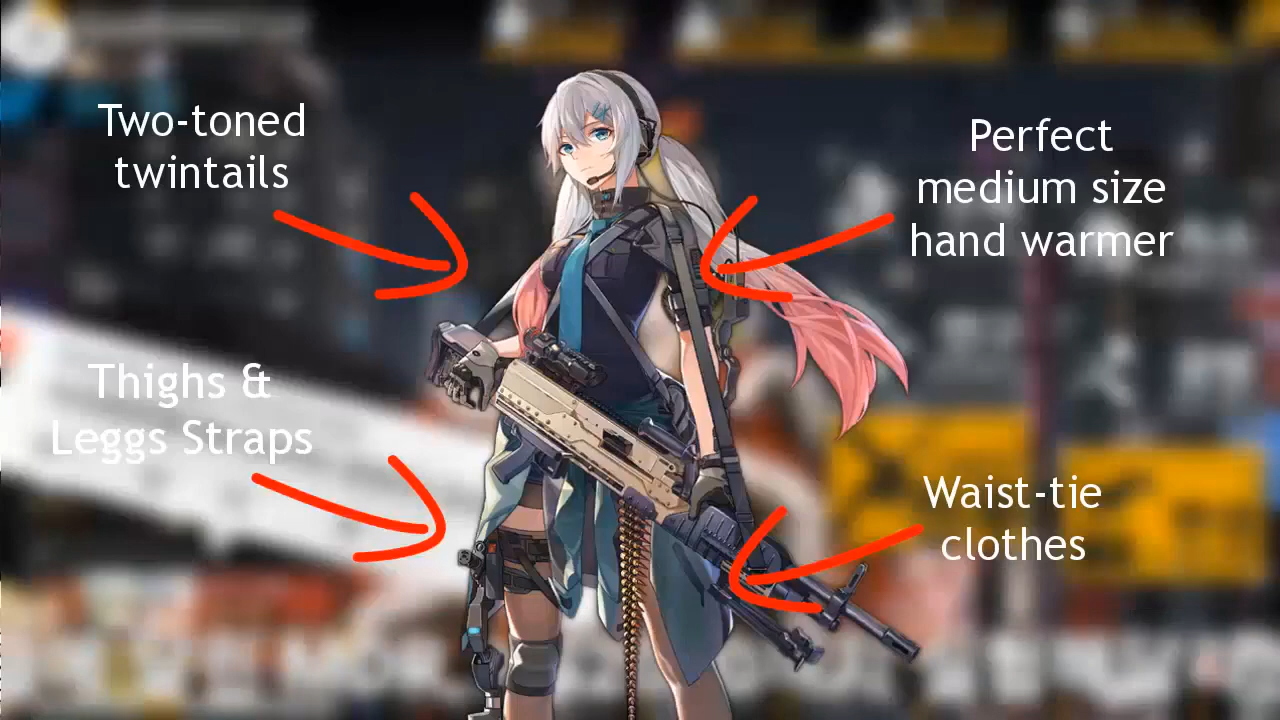 Two-toned
twintails
Perfect
medium size
hand warmer
Thighs &
Leggs Straps
Waist-tie
clothes